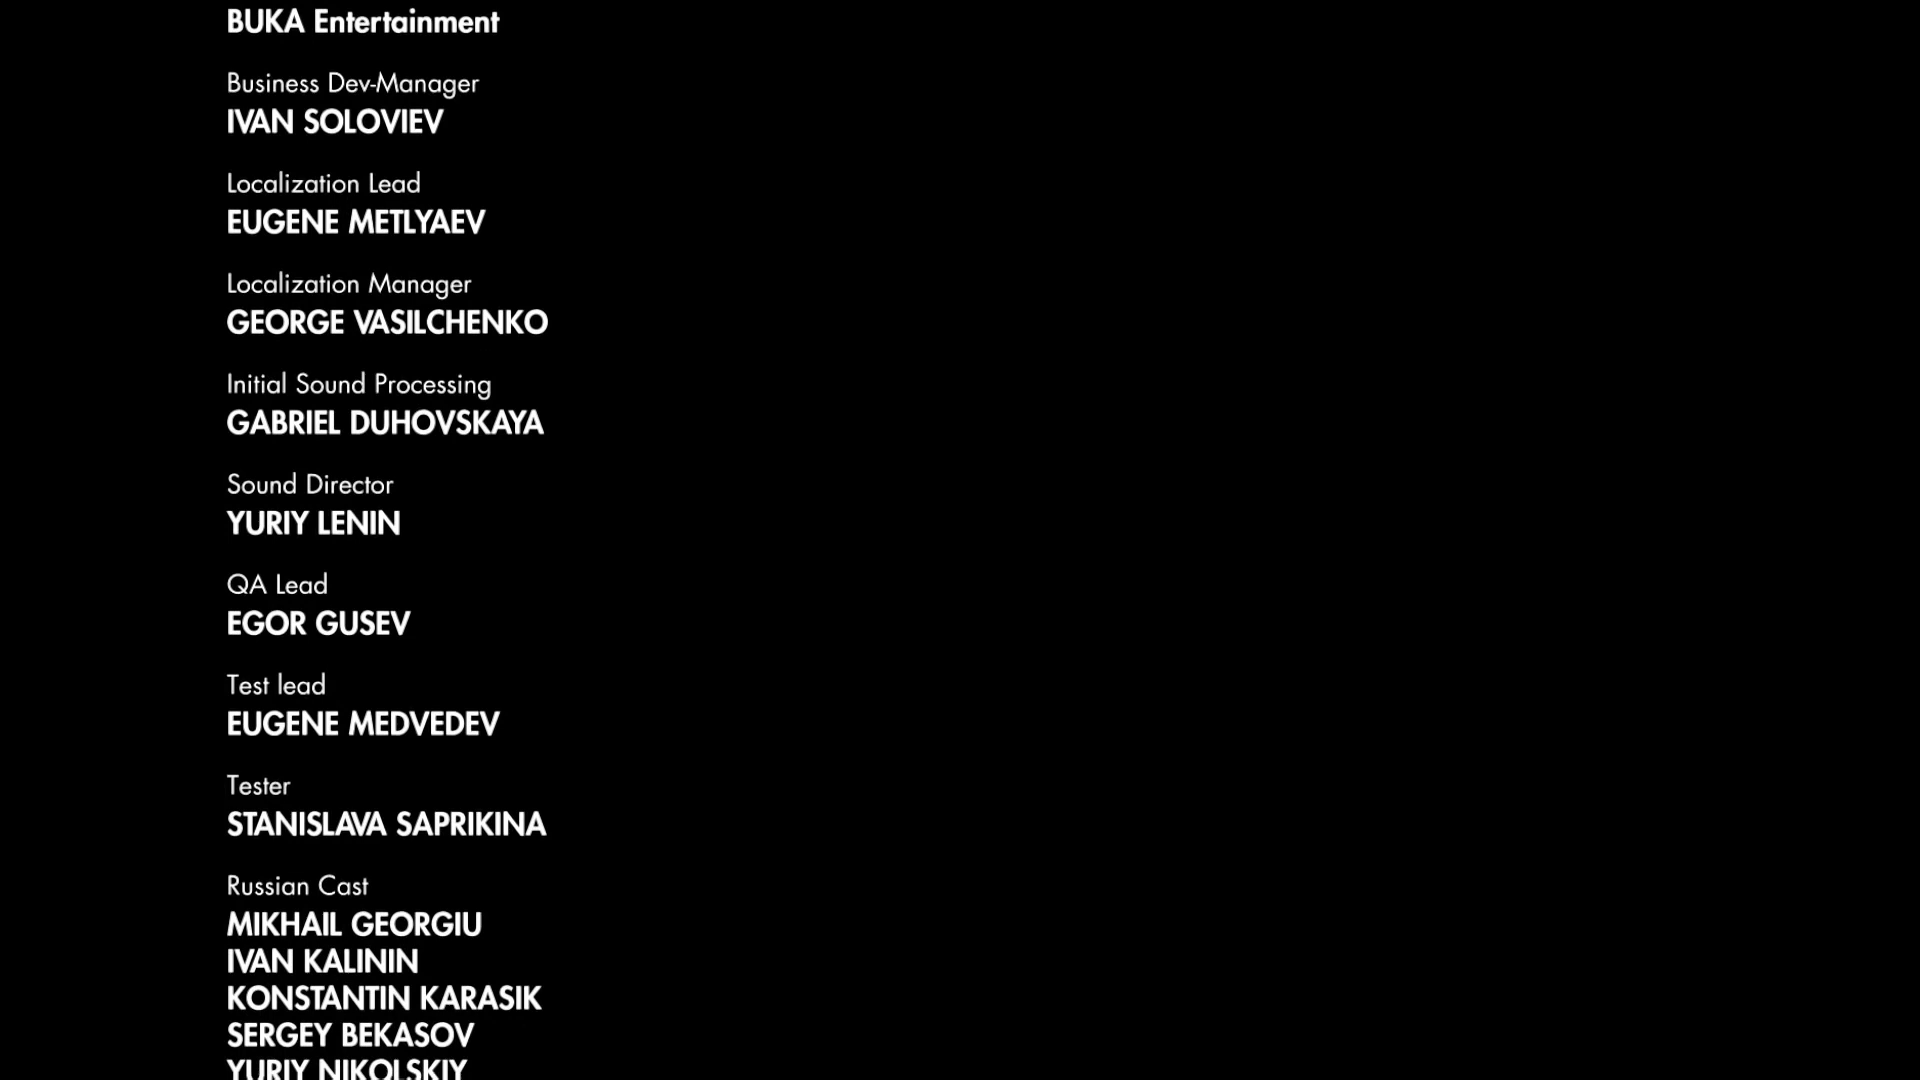 BUKA Entertainment
Business Dev-Manager
IVAN SOLOVIEV
Localization Lead
EUGENE METLYAEV
Localization Manager
GEORGE VASILCHENKO
Initial Sound Processing
GABRIEL DUHOVSKAYA
Sound Director
YURIY LENIN
QA Lead
EGOR GUSEV
Test lead
EUGENE MEDVEDEV
Tester
STANISLAVA SAPRIKINA
Russian Cast
MIKHAIL GEORGIU
IVAN KALININ
KONSTANTIN KARASIK
SERGEY BEKASOV
YURIY NIKOLSKIY